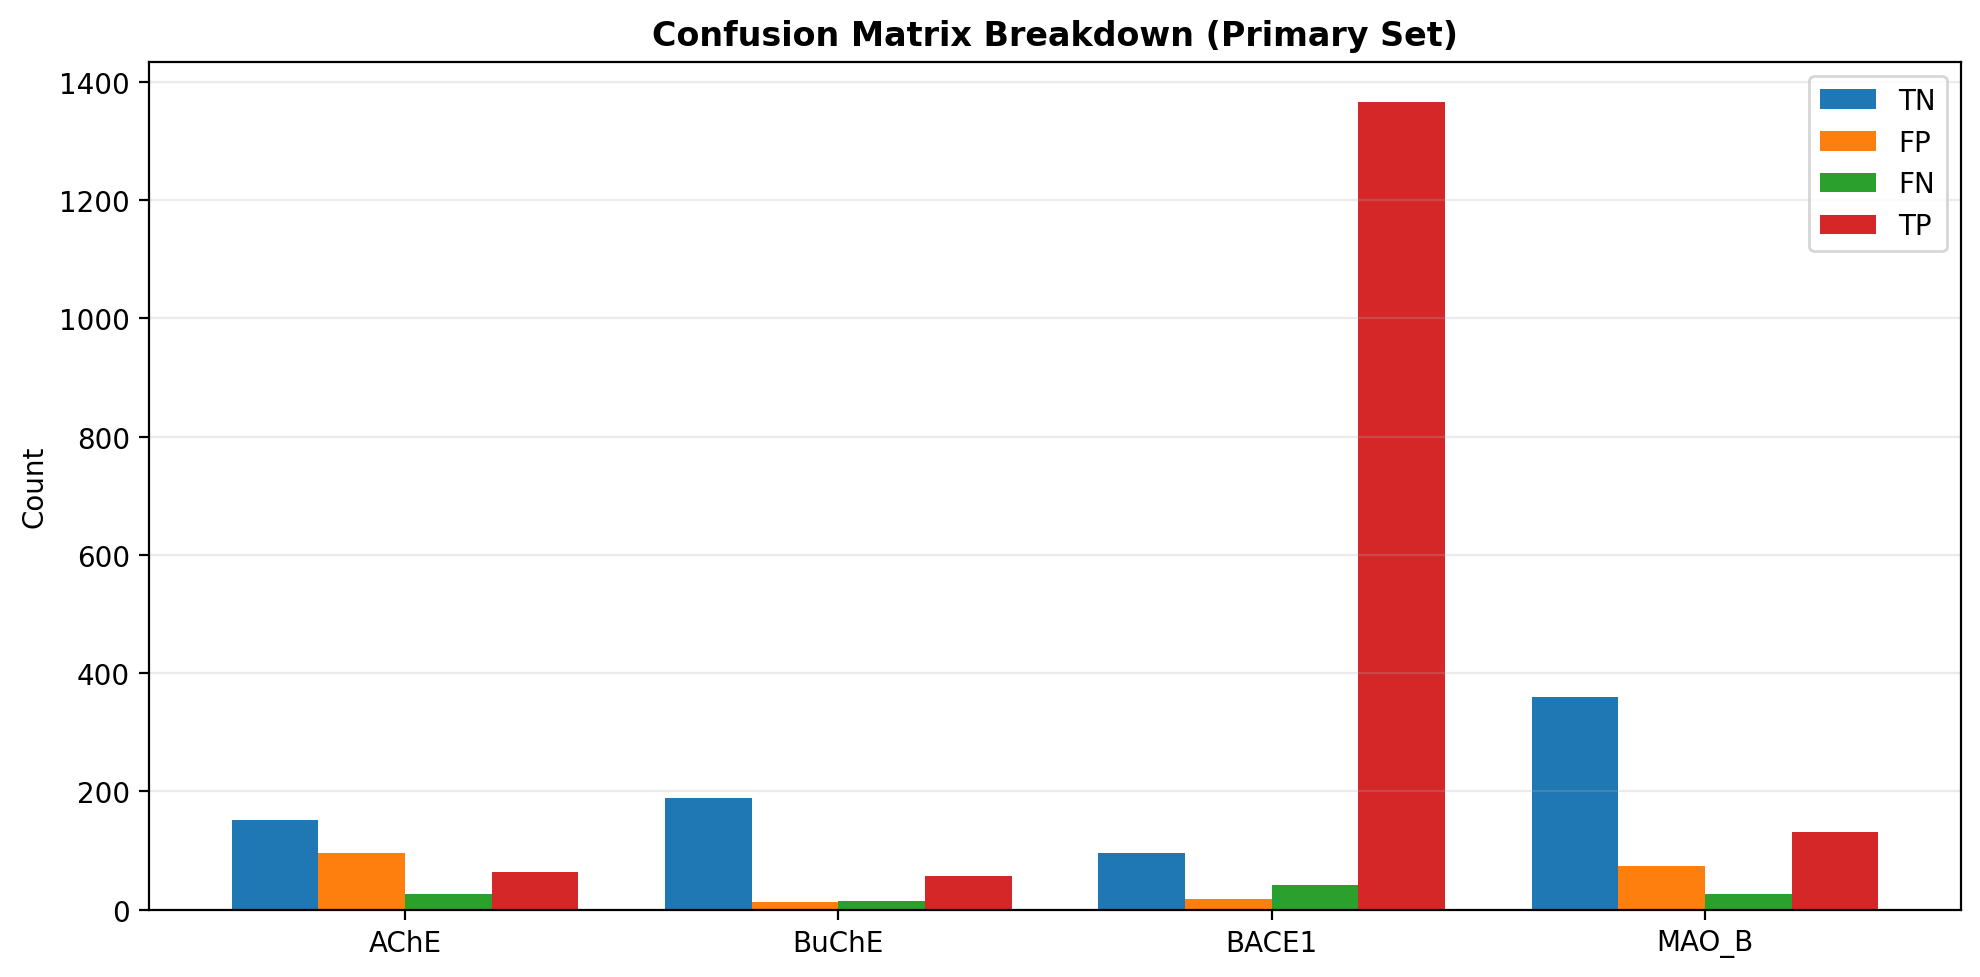 Confusion Matrix Breakdown (Primary Set)
1400
1200
1000
800
600
400
200
0
Count
TN
FP
FN
TP
AChE
BuChE
BACE1
MAO_B